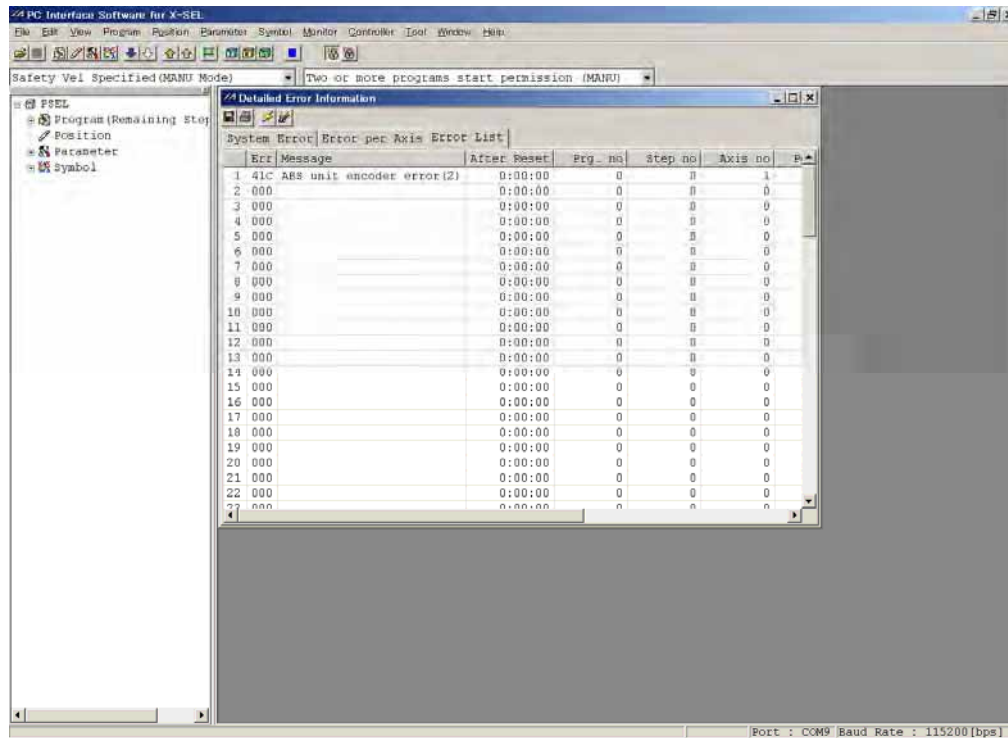 PC Interface Software for X-SEL
File Edit View Program Position Parameter Symbol Monitor Controller Tool Window Help
Safety Vel Specified(MANU Mode) Two or more programs start permission (MANU)
PSEL
Program(Remaining Step
Position
Parameter
Symbol
Detailed Error Information
System Error Error per Axis Error List
Err Message After Reset Prg. no Step no Axis no
1 41C ABS unit encoder error(2) 0:00:00 0 0 1
2 000 0:00:00 0 0 0
3 000 0:00:00 0 0 0
4 000 0:00:00 0 0 0
5 000 0:00:00 0 0 0
6 000 0:00:00 0 0 0
7 000 0:00:00 0 0 0
8 000 0:00:00 0 0 0
9 000 0:00:00 0 0 0
10 000 0:00:00 0 0 0
11 000 0:00:00 0 0 0
12 000 0:00:00 0 0 0
13 000 0:00:00 0 0 0
14 000 0:00:00 0 0 0
15 000 0:00:00 0 0 0
16 000 0:00:00 0 0 0
17 000 0:00:00 0 0 0
18 000 0:00:00 0 0 0
19 000 0:00:00 0 0 0
20 000 0:00:00 0 0 0
21 000 0:00:00 0 0 0
22 000 0:00:00 0 0 0
23 000 0:00:00 0 0 0
Port : COM9 Baud Rate : 115200[bps]